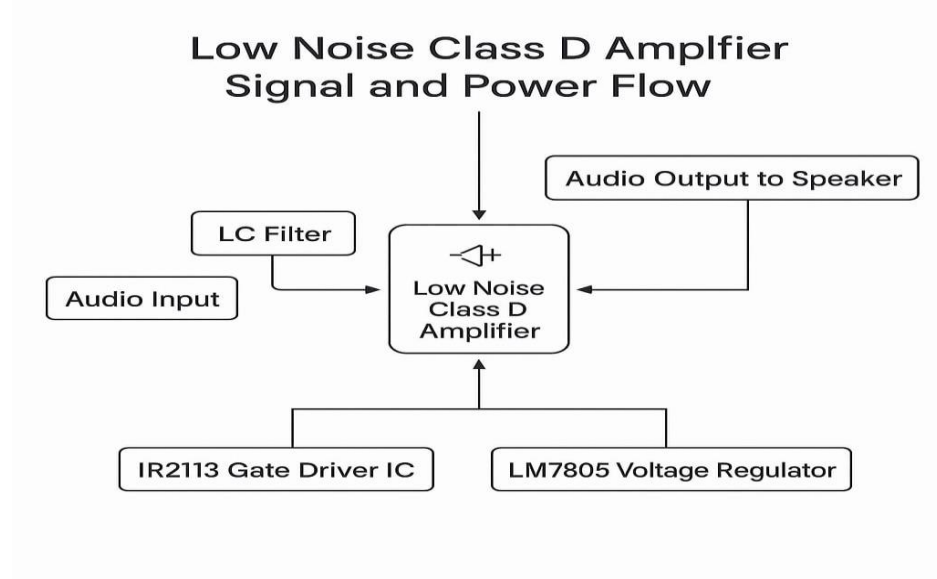 Low Noise Class D Amplfier
Signal and Power Flow
Audio Output to Speaker
LC Filter
Audio Input
Low Noise
Class D
Amplifier
IR2113 Gate Driver IC
LM7805 Voltage Regulator